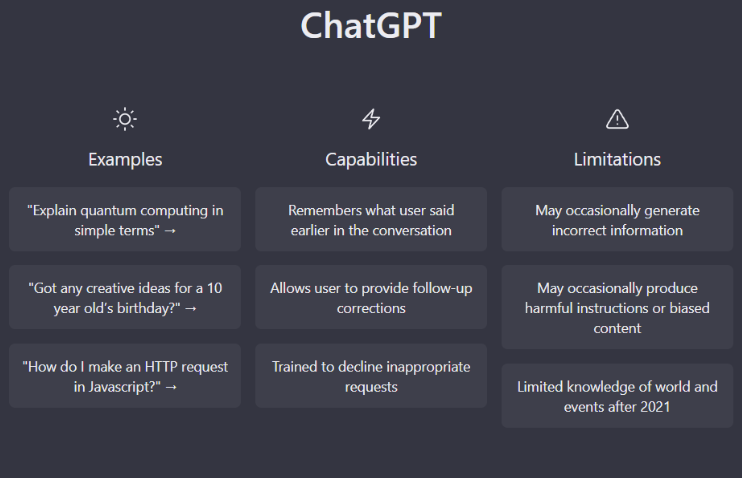 ChatGPT
Examples
"Explain quantum computing in
simple terms" →
"Got any creative ideas for a 10
year old's birthday?" →
"How do I make an HTTP request
in Javascript?" →
Capabilities
Remembers what user said
earlier in the conversation
Allows user to provide follow-up
corrections
Trained to decline inappropriate
requests
Limitations
May occasionally generate
incorrect information
May occasionally produce
harmful instructions or biased
content
Limited knowledge of world and
events after 2021